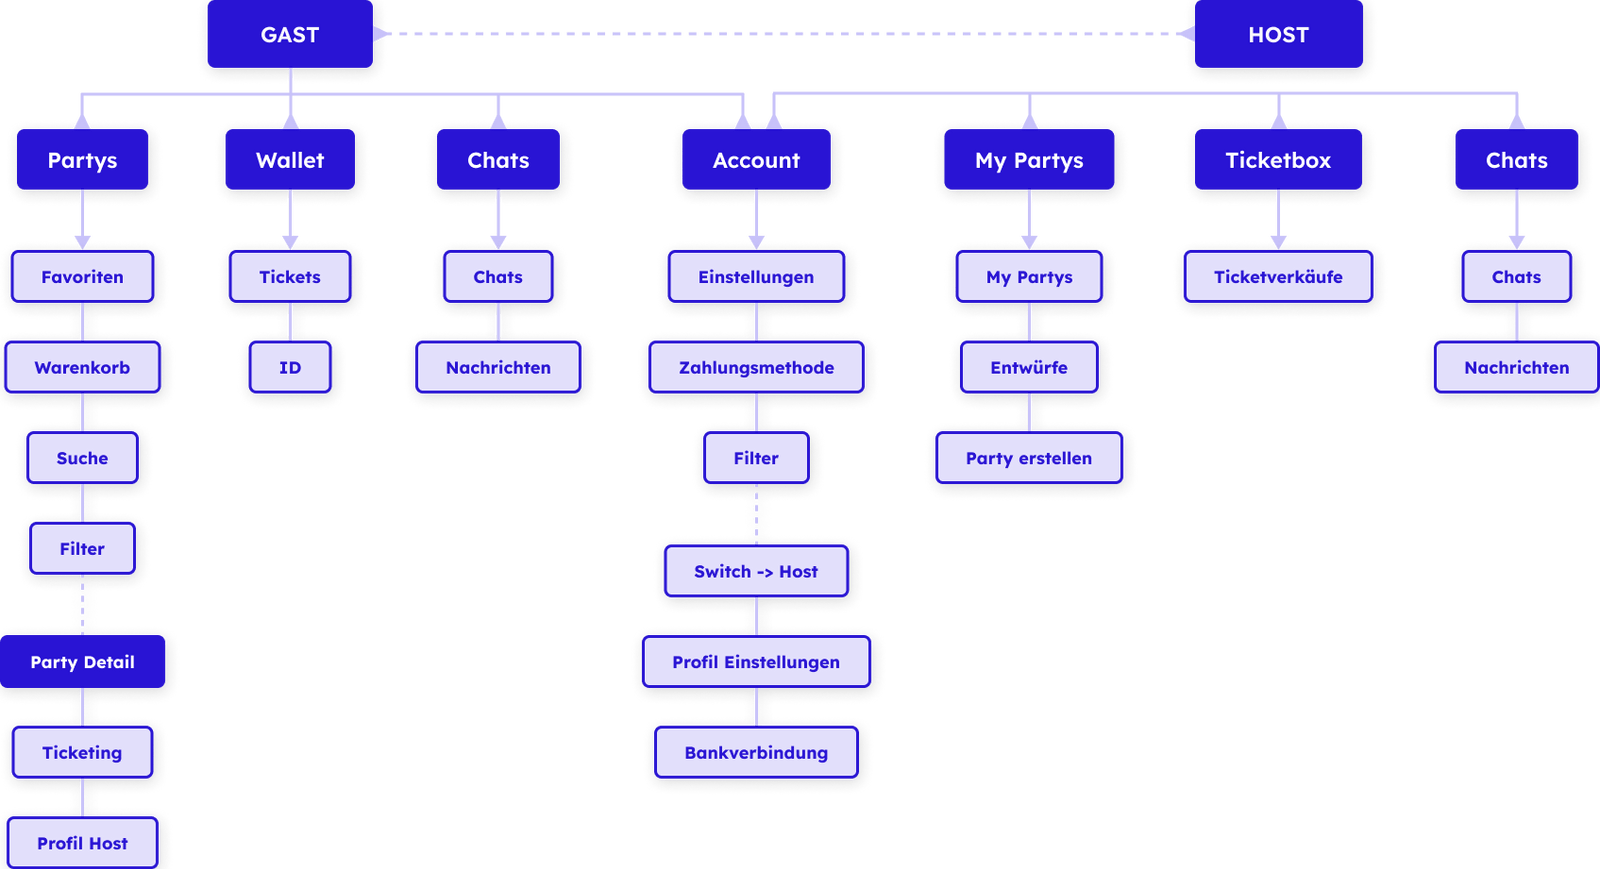 GAST
HOST
Partys
Wallet
Chats
Account
My Partys
Ticketbox
Chats
Favoriten
Tickets
Chats
Einstellungen
My Partys
Ticketverkäufe
Chats
Warenkorb
ID
Nachrichten
Zahlungsmethode
Entwürfe
Nachrichten
Suche
Filter
Party erstellen
Filter
Switch -> Host
Party Detail
Profil Einstellungen
Ticketing
Bankverbindung
Profil Host